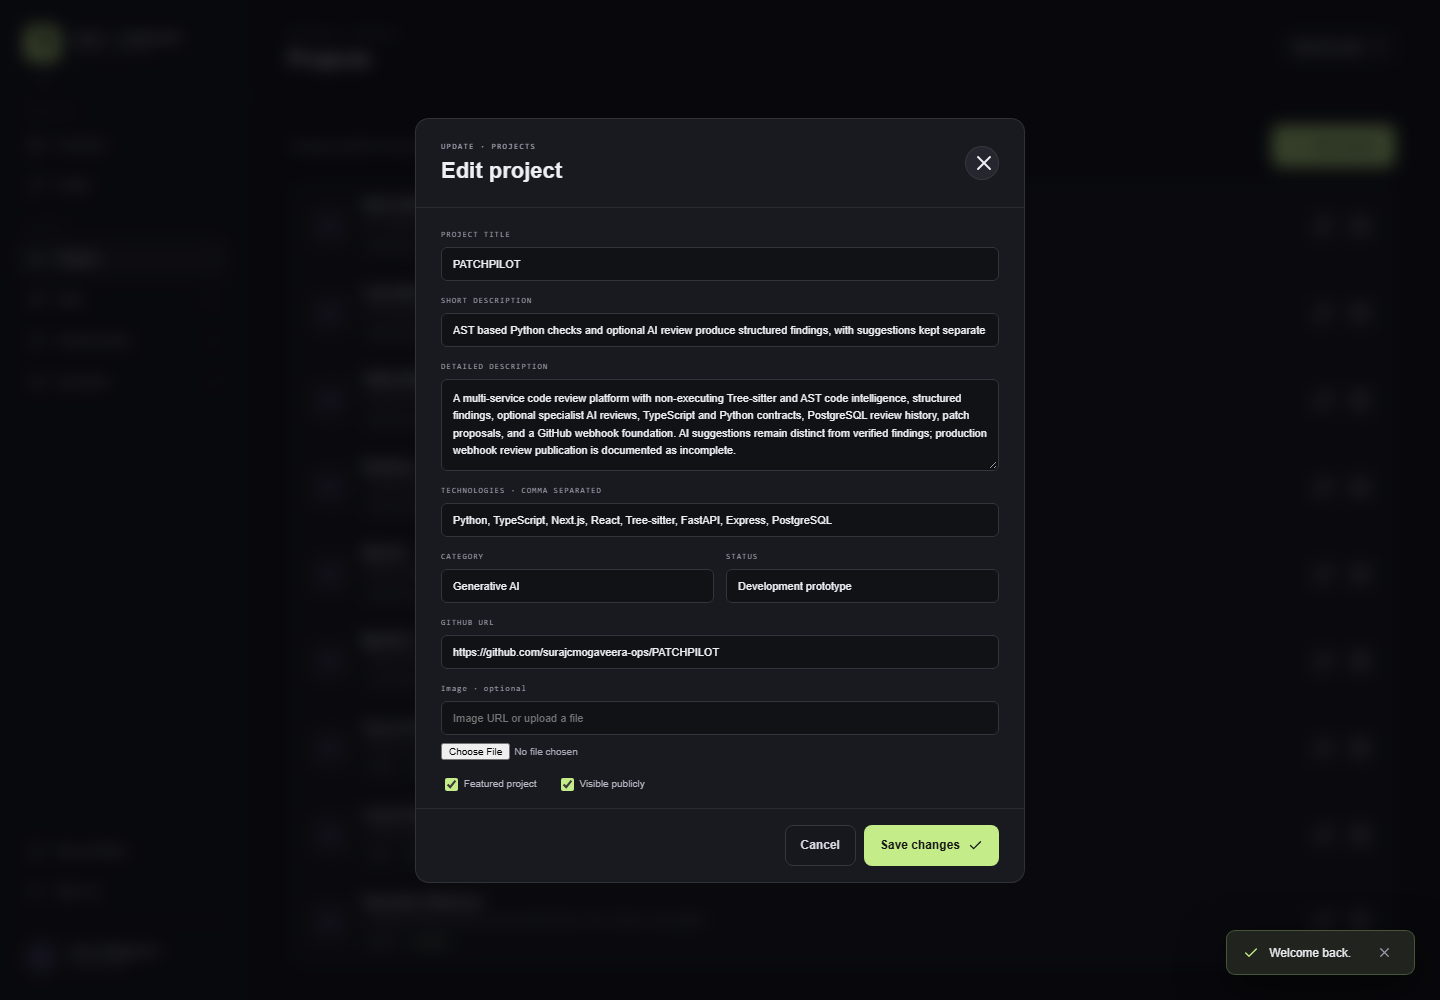 UPDATE · PROJECTS
Edit project
PROJECT TITLE
PATCHPILOT
SHORT DESCRIPTION
AST based Python checks and optional AI review produce structured findings, with suggestions kept separate
DETAILED DESCRIPTION
A multi-service code review platform with non-executing Tree-sitter and AST code intelligence, structured
findings, optional specialist AI reviews, TypeScript and Python contracts, PostgreSQL review history, patch
proposals, and a GitHub webhook foundation. AI suggestions remain distinct from verified findings; production
webhook review publication is documented as incomplete.
TECHNOLOGIES · COMMA SEPARATED
Python, TypeScript, Next.js, React, Tree-sitter, FastAPI, Express, PostgreSQL
CATEGORY
STATUS
Generative AI
Development prototype
GITHUB URL
https://github.com/surajcmogaveera-ops/PATCHPILOT
Image · optional
Image URL or upload a file
Choose File No file chosen
Featured project
Visible publicly
Cancel
Save changes
Welcome back.